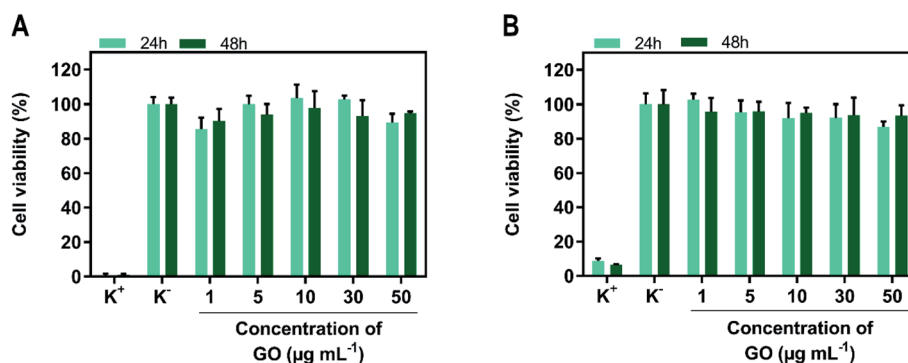 A
24h 48h
Cell viability (%)
120
100
80
60
40
20
0
K⁺ K⁻ 1 5 10 30 50
Concentration of
GO (µg mL⁻¹)
B
24h 48h
Cell viability (%)
120
100
80
60
40
20
0
K⁺ K⁻ 1 5 10 30 50
Concentration of
GO (µg mL⁻¹)